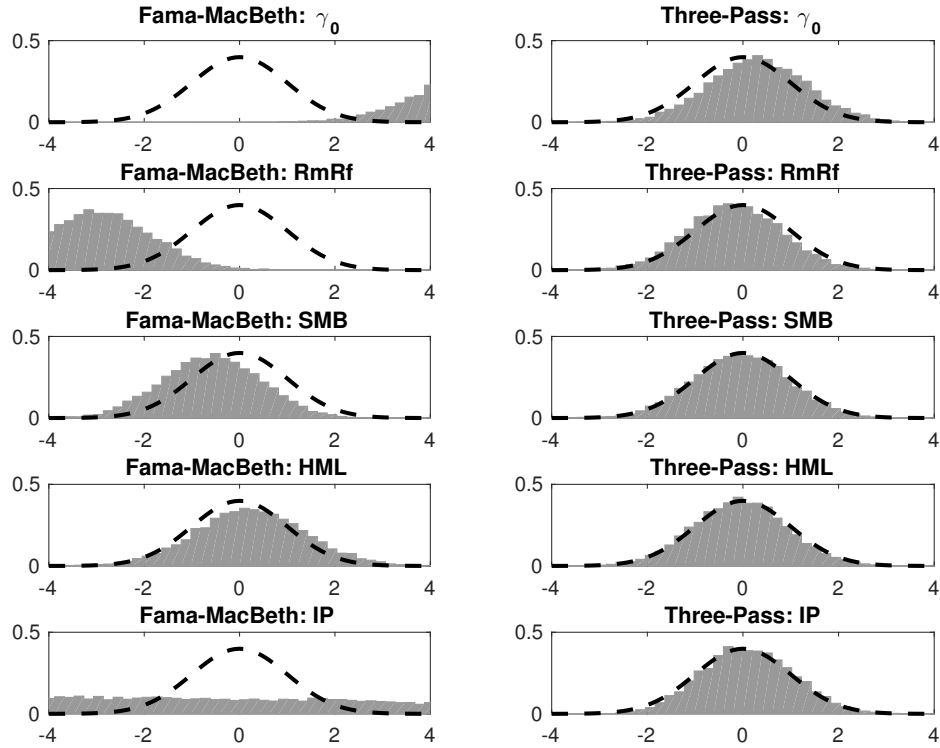 Fama-MacBeth: γ0
0.5
0
-4 -2 0 2 4
Three-Pass: γ0
0.5
0
-4 -2 0 2 4
Fama-MacBeth: RmRf
0.5
0
-4 -2 0 2 4
Three-Pass: RmRf
0.5
0
-4 -2 0 2 4
Fama-MacBeth: SMB
0.5
0
-4 -2 0 2 4
Three-Pass: SMB
0.5
0
-4 -2 0 2 4
Fama-MacBeth: HML
0.5
0
-4 -2 0 2 4
Three-Pass: HML
0.5
0
-4 -2 0 2 4
Fama-MacBeth: IP
0.5
0
-4 -2 0 2 4
Three-Pass: IP
0.5
0
-4 -2 0 2 4